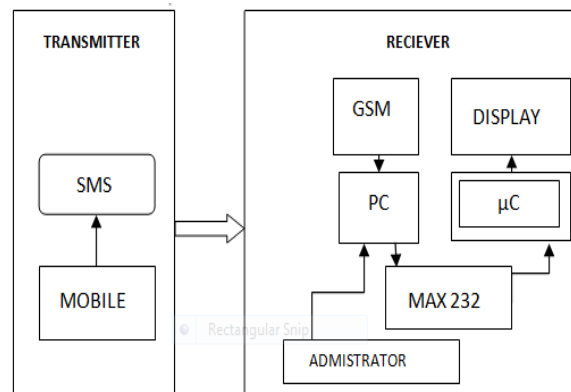 TRANSMITTER
SMS
MOBILE
RECIEVER
GSM
DISPLAY
PC
µC
MAX 232
Rectangular Snip
ADMISTRATOR